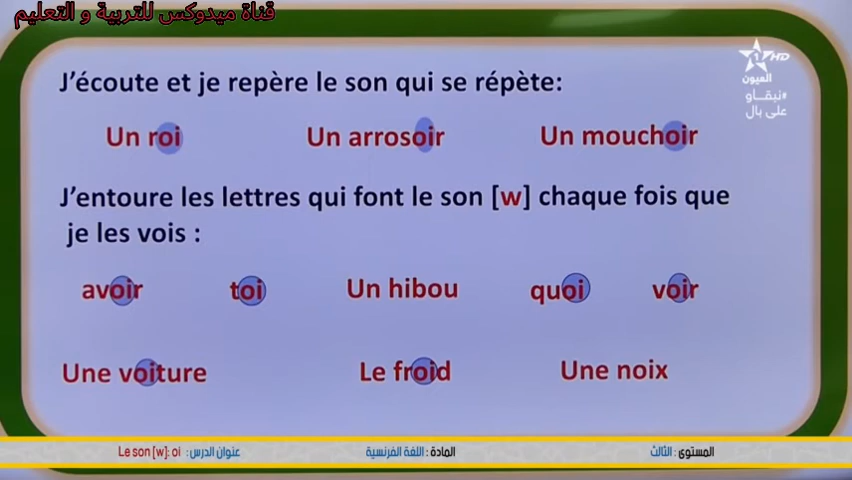 قناة ميدوكس للتربية و التعليم
1 HD
العيون
#نبقاو
على بال
J'écoute et je repère le son qui se répète:
Un roi Un arrosoir Un mouchoir
J'entoure les lettres qui font le son [w] chaque fois que
je les vois :
avoir toi Un hibou quoi voir
Une voiture Le froid Une noix
المستوى : الثالث المادة : اللغة الفرنسية عنوان الدرس : Le son [w]: oi